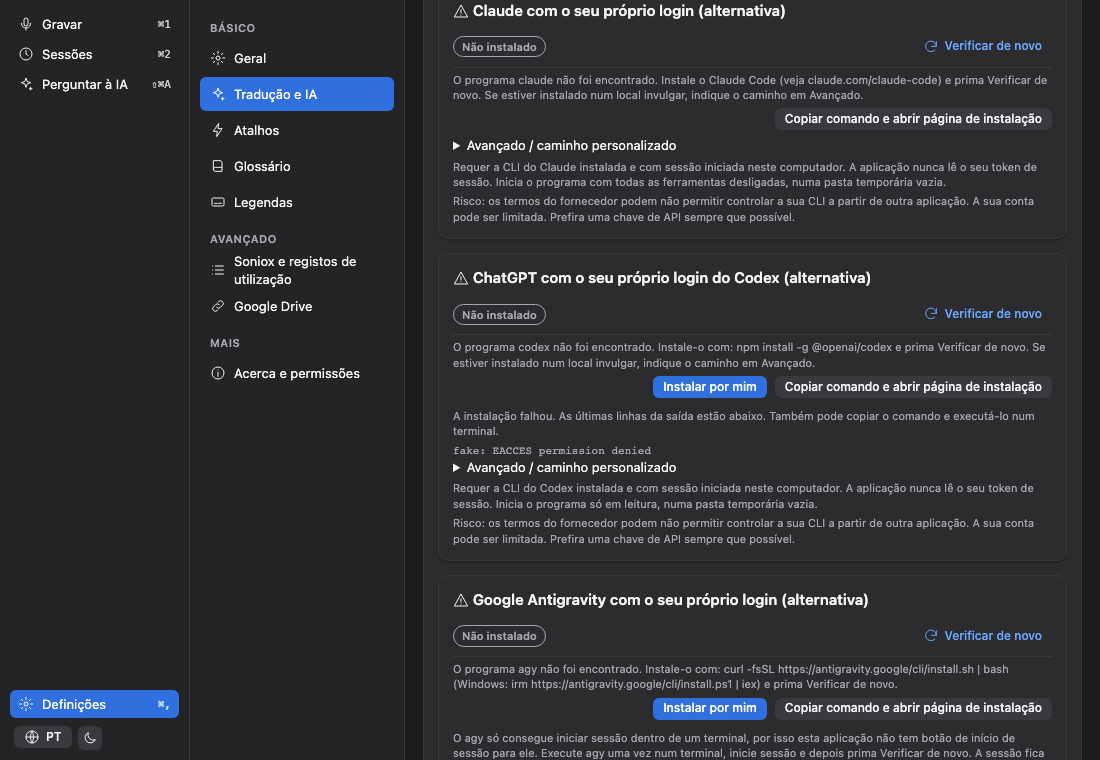 Gravar ⌘1
Sessões ⌘2
Perguntar à IA ⇧⌘A
Definições ⌘,
PT
BÁSICO
Geral
Tradução e IA
Atalhos
Glossário
Legendas
AVANÇADO
Soniox e registos de
utilização
Google Drive
MAIS
Acerca e permissões
Claude com o seu próprio login (alternativa)
Não instalado
Verificar de novo
O programa claude não foi encontrado. Instale o Claude Code (veja claude.com/claude-code) e prima Verificar de
novo. Se estiver instalado num local invulgar, indique o caminho em Avançado.
Copiar comando e abrir página de instalação
Avançado / caminho personalizado
Requer a CLI do Claude instalada e com sessão iniciada neste computador. A aplicação nunca lê o seu token de
sessão. Inicia o programa com todas as ferramentas desligadas, numa pasta temporária vazia.
Risco: os termos do fornecedor podem não permitir controlar a sua CLI a partir de outra aplicação. A sua conta
pode ser limitada. Prefira uma chave de API sempre que possível.
ChatGPT com o seu próprio login do Codex (alternativa)
Não instalado
Verificar de novo
O programa codex não foi encontrado. Instale-o com: npm install -g @openai/codex e prima Verificar de novo. Se
estiver instalado num local invulgar, indique o caminho em Avançado.
Instalar por mim
Copiar comando e abrir página de instalação
A instalação falhou. As últimas linhas da saída estão abaixo. Também pode copiar o comando e executá-lo num
terminal.
fake: EACCES permission denied
Avançado / caminho personalizado
Requer a CLI do Codex instalada e com sessão iniciada neste computador. A aplicação nunca lê o seu token de
sessão. Inicia o programa só em leitura, numa pasta temporária vazia.
Risco: os termos do fornecedor podem não permitir controlar a sua CLI a partir de outra aplicação. A sua conta
pode ser limitada. Prefira uma chave de API sempre que possível.
Google Antigravity com o seu próprio login (alternativa)
Não instalado
Verificar de novo
O programa agy não foi encontrado. Instale-o com: curl -fsSL https://antigravity.google/cli/install.sh | bash
(Windows: irm https://antigravity.google/cli/install.ps1 | iex) e prima Verificar de novo.
Instalar por mim
Copiar comando e abrir página de instalação
O agy só consegue iniciar sessão dentro de um terminal, por isso esta aplicação não tem botão de início de
sessão para ele. Execute agy uma vez num terminal, inicie sessão e depois prima Verificar de novo. A sessão fica